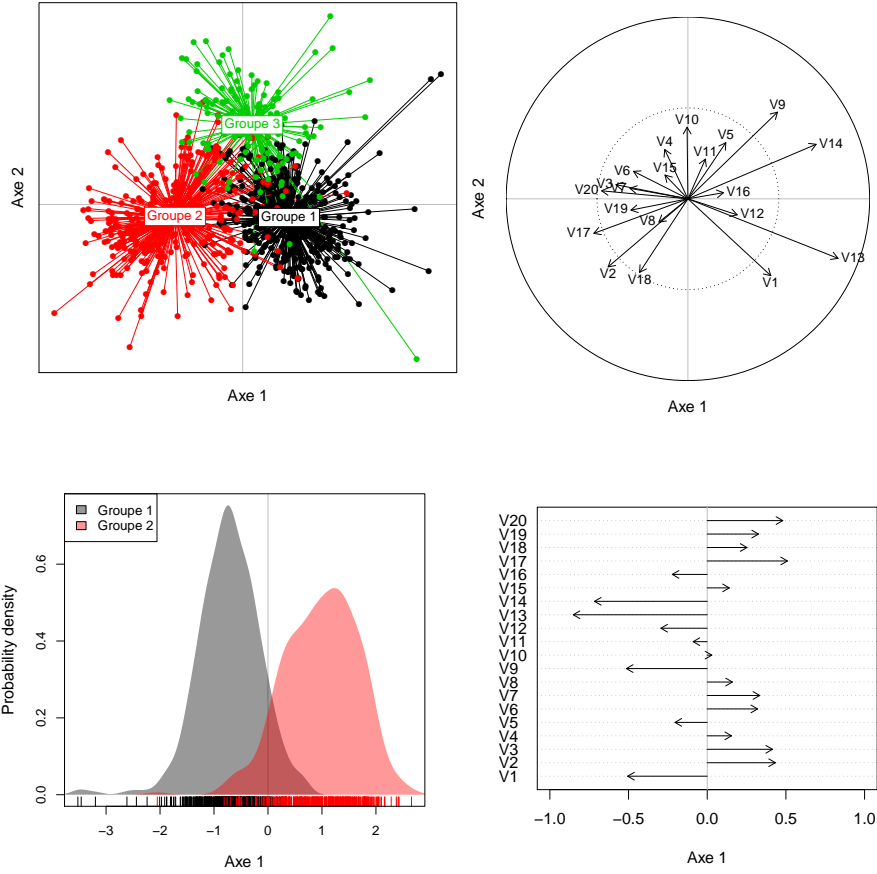 Groupe 3
Groupe 2
Groupe 1
Axe 2
Axe 1
V9
V10
V5
V4
V14
V11
V15
V6
V3
V20
V16
V19
V12
V8
V17
V2
V18
V1
V13
Axe 2
Axe 1
Groupe 1
Groupe 2
Probability density
0.0
0.2
0.4
0.6
−3
−2
−1
0
1
2
Axe 1
V20
V19
V18
V17
V16
V15
V14
V13
V12
V11
V10
V9
V8
V7
V6
V5
V4
V3
V2
V1
−1.0
−0.5
0.0
0.5
1.0
Axe 1